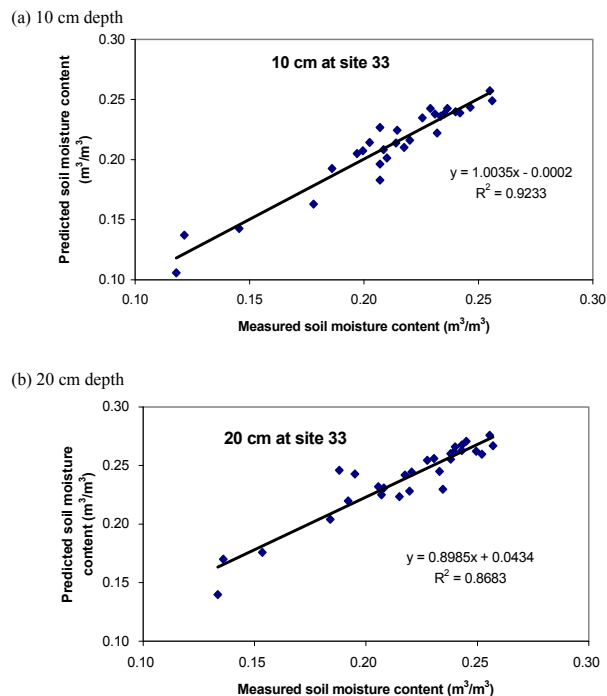 (a) 10 cm depth
10 cm at site 33
Predicted soil moisture content
(m³/m³)
0.30
0.25
0.20
0.15
0.10
y = 1.0035x - 0.0002
R² = 0.9233
0.10 0.15 0.20 0.25 0.30
Measured soil moisture content (m³/m³)
(b) 20 cm depth
20 cm at site 33
Predicted soil moisture
content (m³/m³)
0.30
0.25
0.20
0.15
0.10
y = 0.8985x + 0.0434
R² = 0.8683
0.10 0.15 0.20 0.25 0.30
Measured soil moisture content (m³/m³)